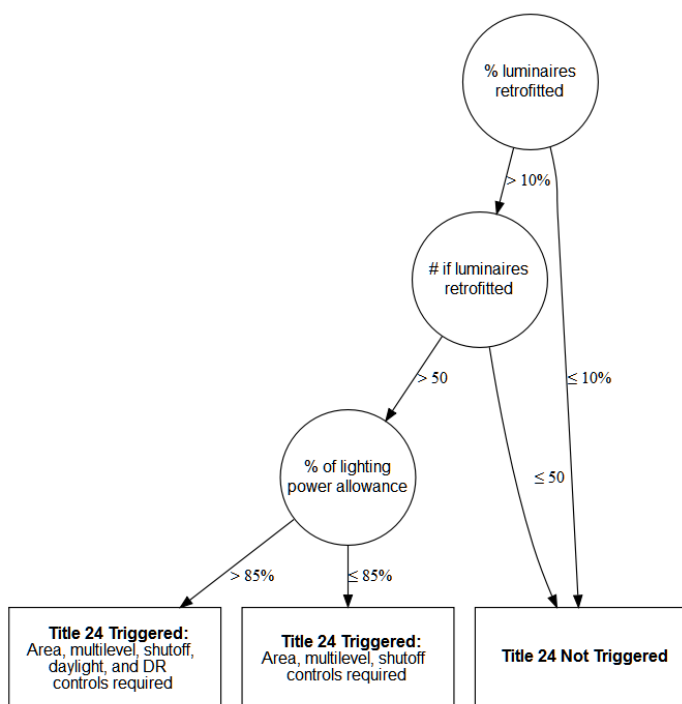 % luminaires
retrofitted
> 10%
# if luminaires
retrofitted
> 50
≤ 10%
% of lighting
power allowance
≤ 50
> 85%
≤ 85%
Title 24 Triggered:
Area, multilevel, shutoff,
daylight, and DR
controls required
Title 24 Triggered:
Area, multilevel, shutoff
controls required
Title 24 Not Triggered